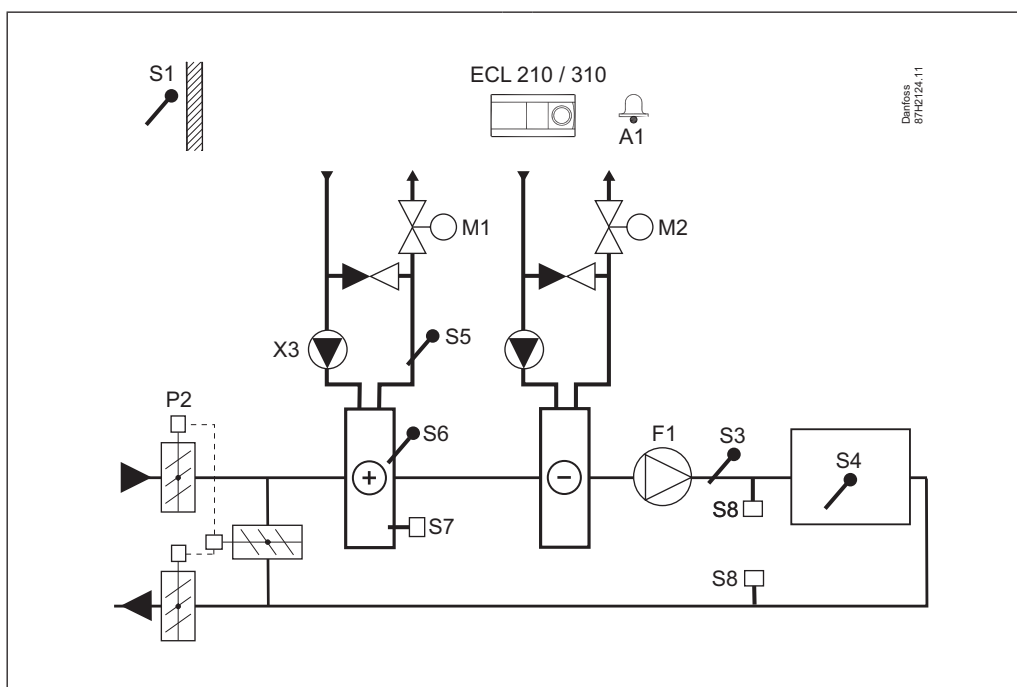 S1
ECL 210 / 310
A1
Danfoss
87H2124.11
M1
M2
X3
S5
P2
S6
F1
S3
S4
S7
S8
S8
+
−